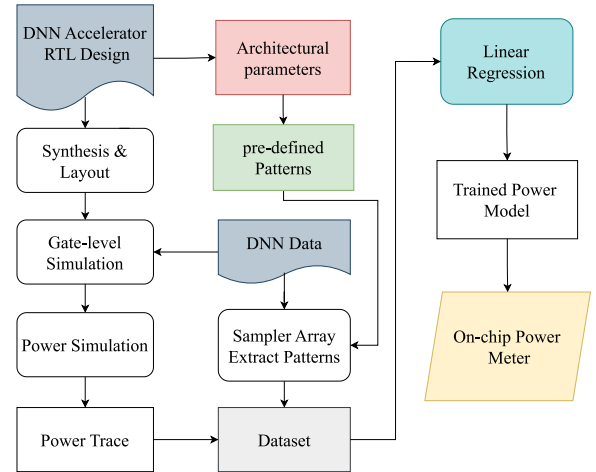 DNN Accelerator
RTL Design
Architectural
parameters
Linear
Regression
Synthesis &
Layout
pre-defined
Patterns
Trained Power
Model
Gate-level
Simulation
DNN Data
Power Simulation
Sampler Array
Extract Patterns
On-chip Power
Meter
Power Trace
Dataset